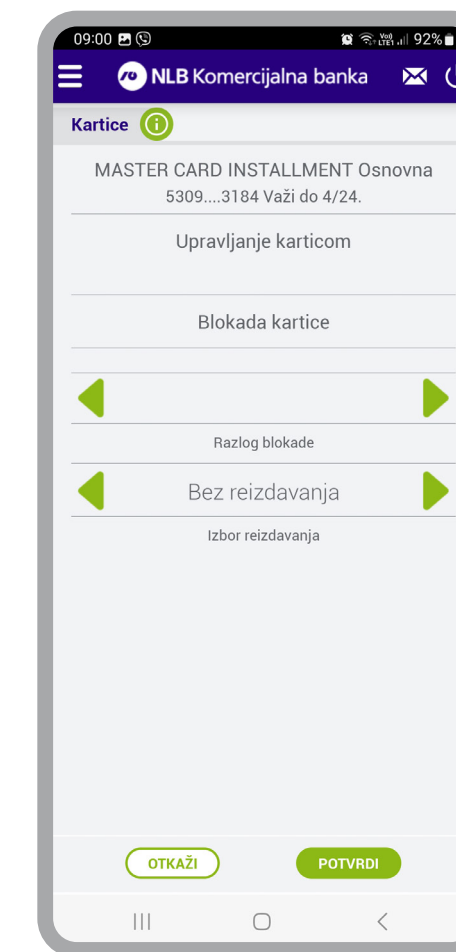 09:00 92%
NLB Komercijalna banka
Kartice
MASTER CARD INSTALLMENT Osnovna
5309....3184 Važi do 4/24.
Upravljanje karticom
Blokada kartice
Razlog blokade
Bez reizdavanja
Izbor reizdavanja
OTKAŽI POTVRDI